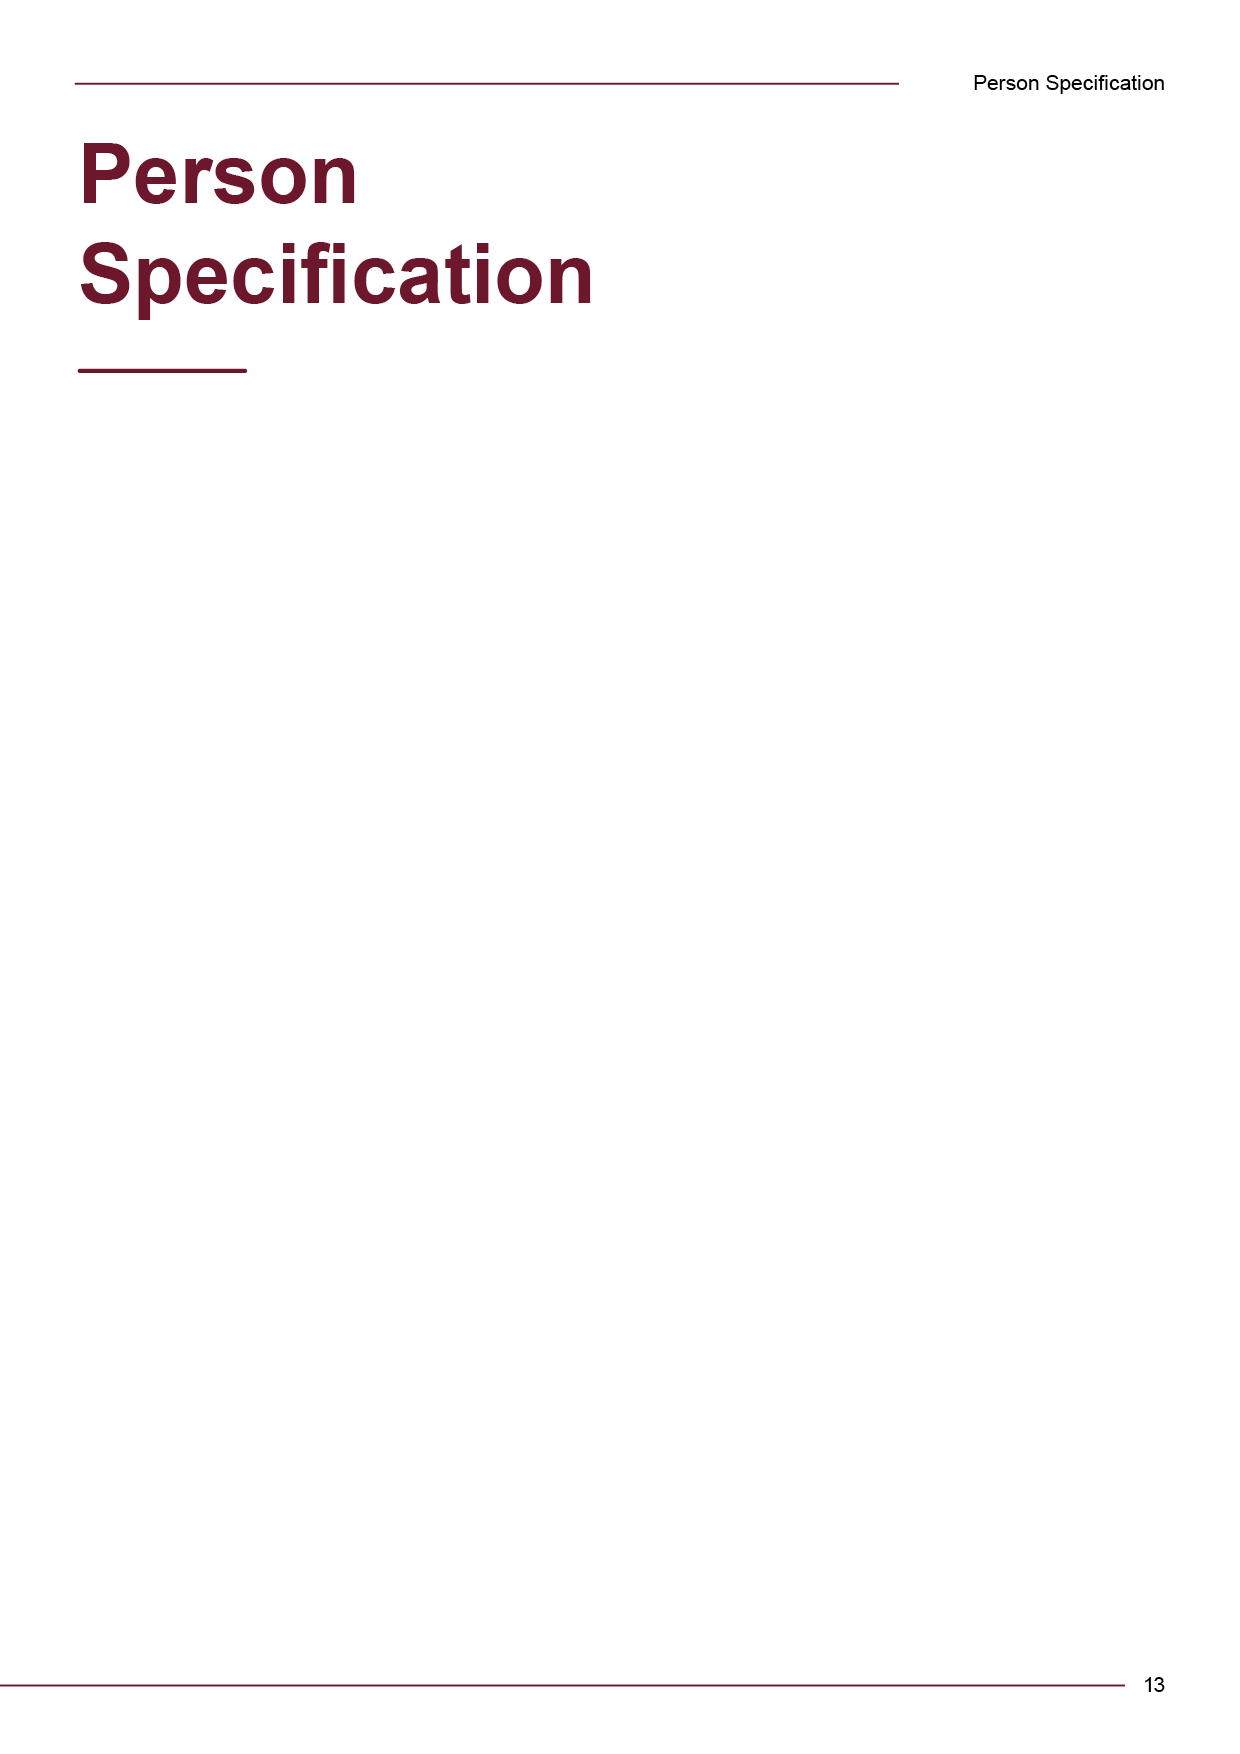 Person Specification
Person
Specification
13